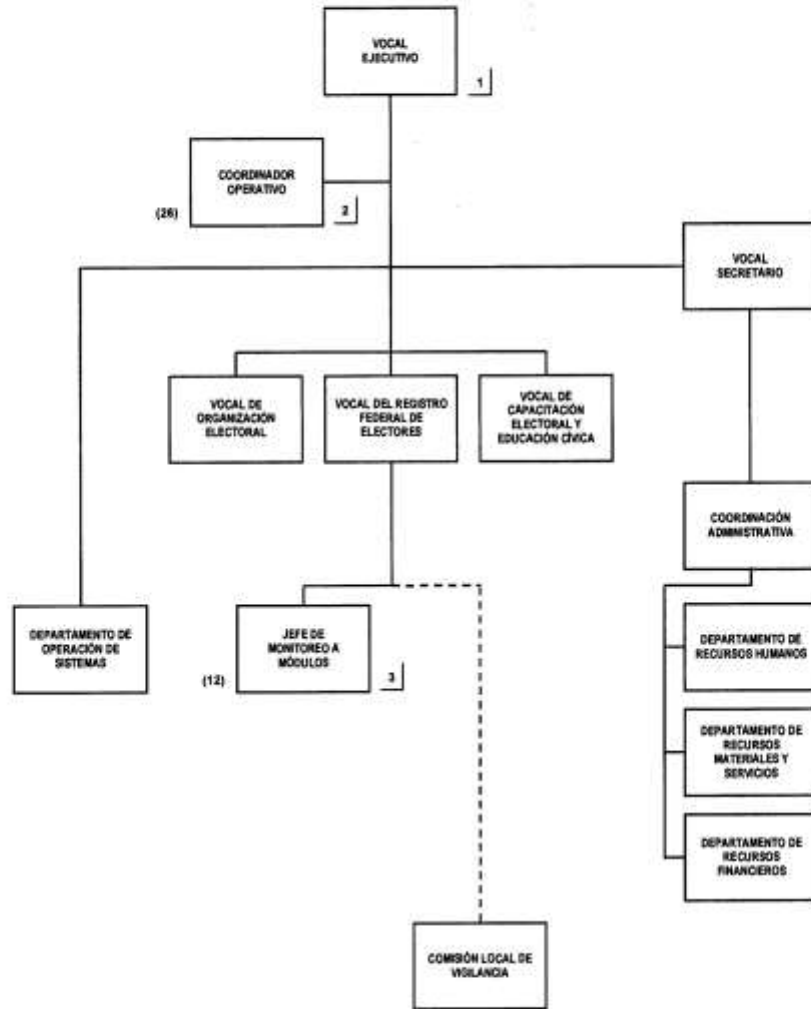 VOCAL
EJECUTIVO
1
COORDINADOR
OPERATIVO
(26)
2
VOCAL
SECRETARIO
VOCAL DE
ORGANIZACIÓN
ELECTORAL
VOCAL DEL REGISTRO
FEDERAL DE
ELECTORES
VOCAL DE
CAPACITACIÓN
ELECTORAL Y
EDUCACIÓN CÍVICA
COORDINACIÓN
ADMINISTRATIVA
DEPARTAMENTO DE
OPERACIÓN DE
SISTEMAS
JEFE DE
MONITOREO A
MÓDULOS
(12)
3
DEPARTAMENTO DE
RECURSOS HUMANOS
DEPARTAMENTO DE
RECURSOS
MATERIALES Y
SERVICIOS
DEPARTAMENTO DE
RECURSOS
FINANCIEROS
COMISIÓN LOCAL DE
VIGILANCIA